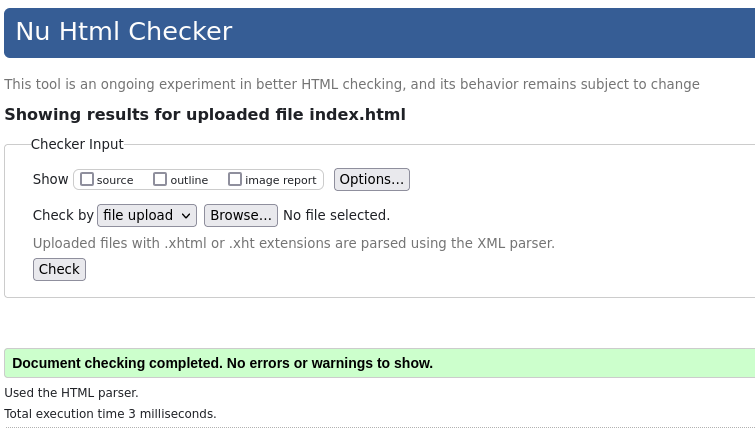 Nu Html Checker
This tool is an ongoing experiment in better HTML checking, and its behavior remains subject to change
Showing results for uploaded file index.html
Checker Input
Show source outline image report Options...
Check by file upload Browse... No file selected.
Uploaded files with .xhtml or .xht extensions are parsed using the XML parser.
Check
Document checking completed. No errors or warnings to show.
Used the HTML parser.
Total execution time 3 milliseconds.